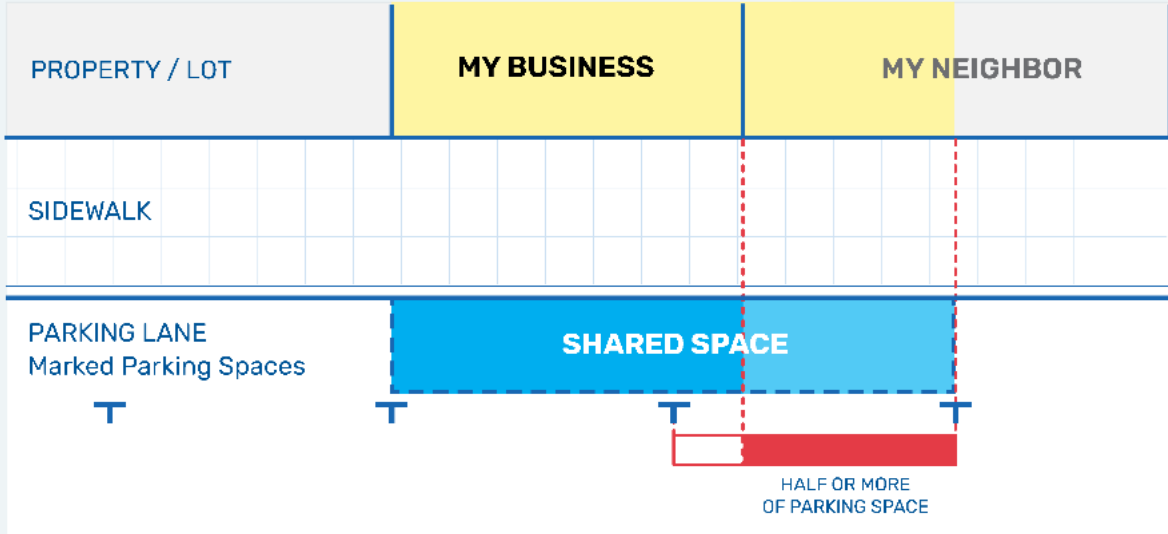 PROPERTY / LOT
MY BUSINESS
MY NEIGHBOR
SIDEWALK
PARKING LANE
Marked Parking Spaces
SHARED SPACE
HALF OR MORE
OF PARKING SPACE